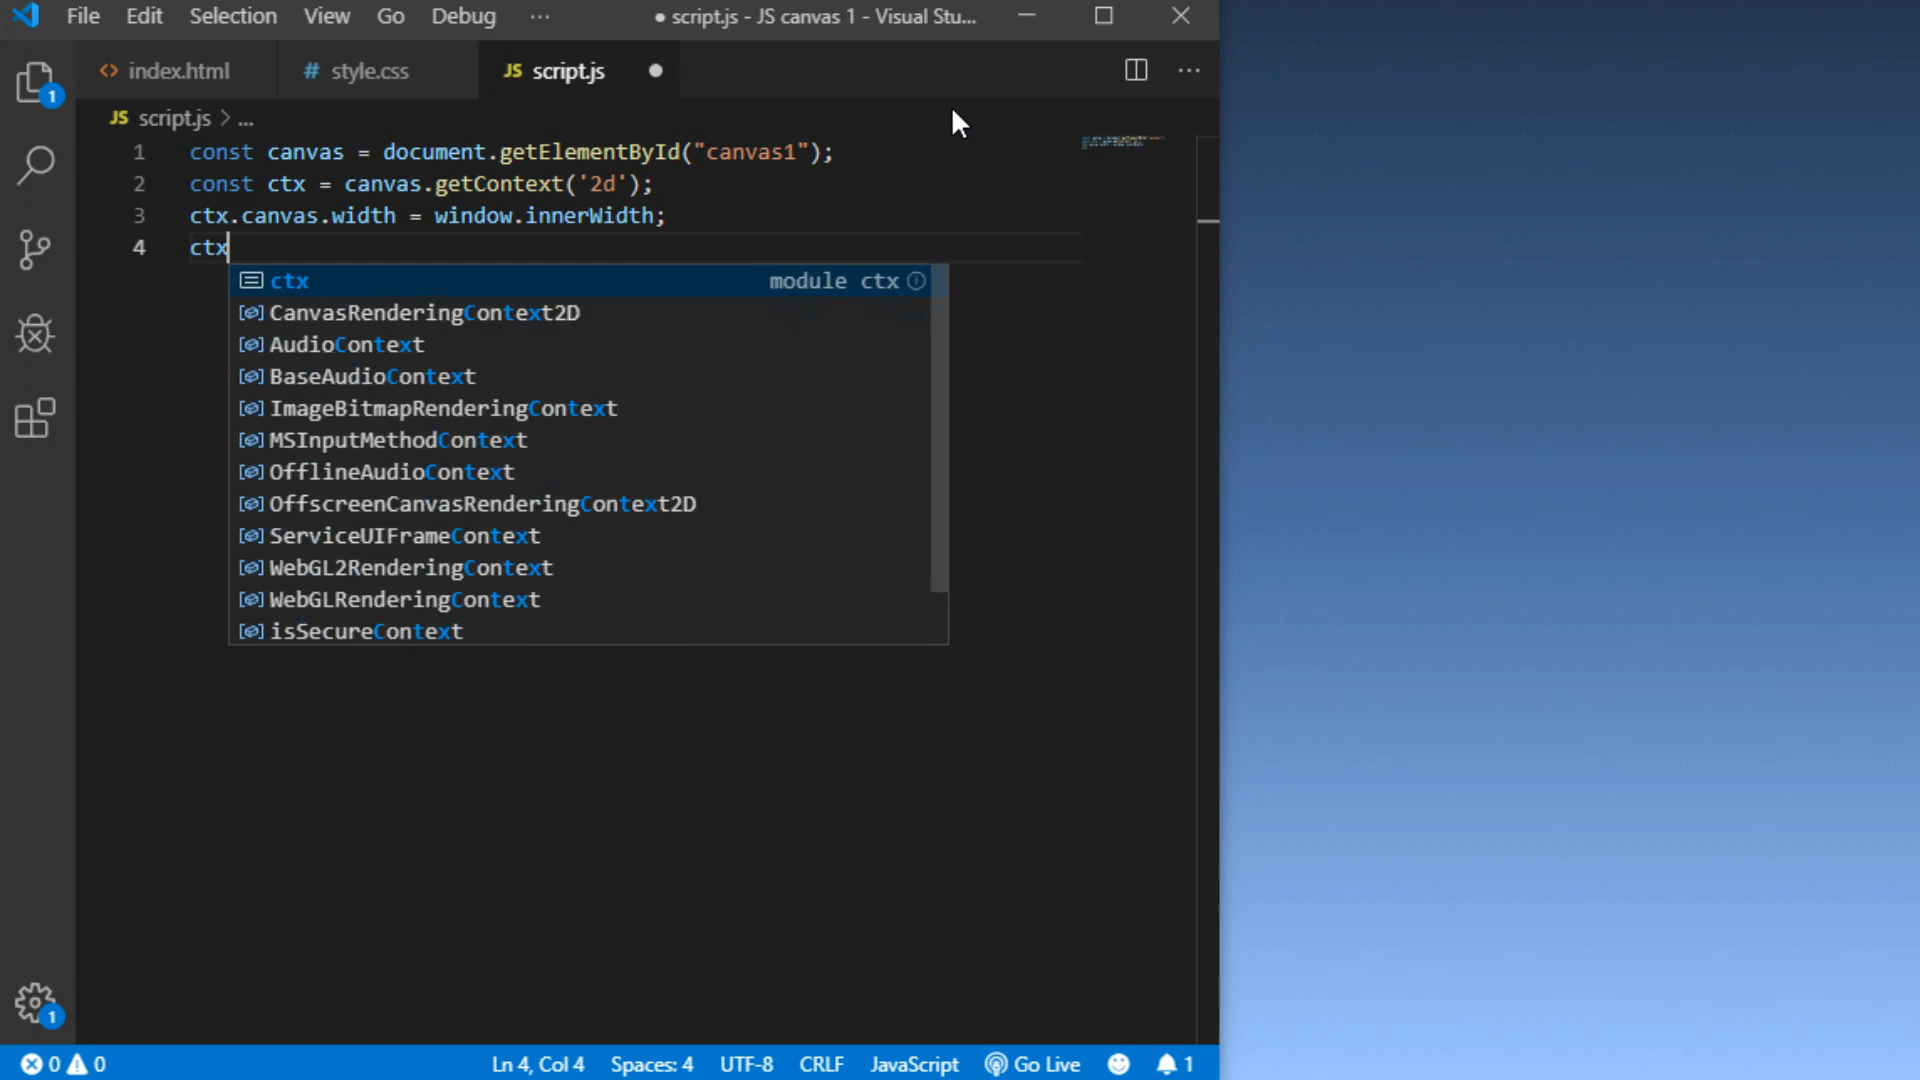 File Edit Selection View Go Debug ··· ● script.js - JS canvas 1 - Visual Stu...
<> index.html # style.css JS script.js ● ···
1
JS script.js > ...
1 const canvas = document.getElementById("canvas1");
2 const ctx = canvas.getContext('2d');
3 ctx.canvas.width = window.innerWidth;
4 ctx
ctx module ctx
CanvasRenderingContext2D
AudioContext
BaseAudioContext
ImageBitmapRenderingContext
MSInputMethodContext
OfflineAudioContext
OffscreenCanvasRenderingContext2D
ServiceUIFrameContext
WebGL2RenderingContext
WebGLRenderingContext
isSecureContext
1
0 0 Ln 4, Col 4 Spaces: 4 UTF-8 CRLF JavaScript Go Live 1